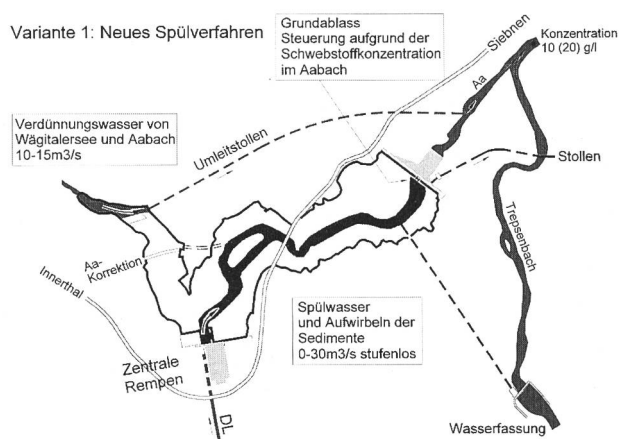 Variante 1: Neues Spülverfahren
Grundablass
Steuerung aufgrund der
Schwebstoffkonzentration
im Aabach
Siebnen
Konzentration
10 (20) g/l
Aa
Verdünnungswasser von
Wägitalersee und Aabach
10-15m3/s
Umleitstollen
Stollen
Trepsenbach
Aa-
Korrektion
Innerthal
Spülwasser
und Aufwirbeln der
Sedimente
0-30m3/s stufenlos
Zentrale
Rempen
DL
Wasserfassung